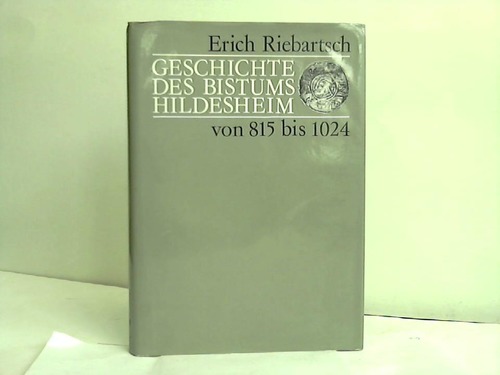 Erich Riebartsch
GESCHICHTE
DES BISTUMS
HILDESHEIM
von 815 bis 1024